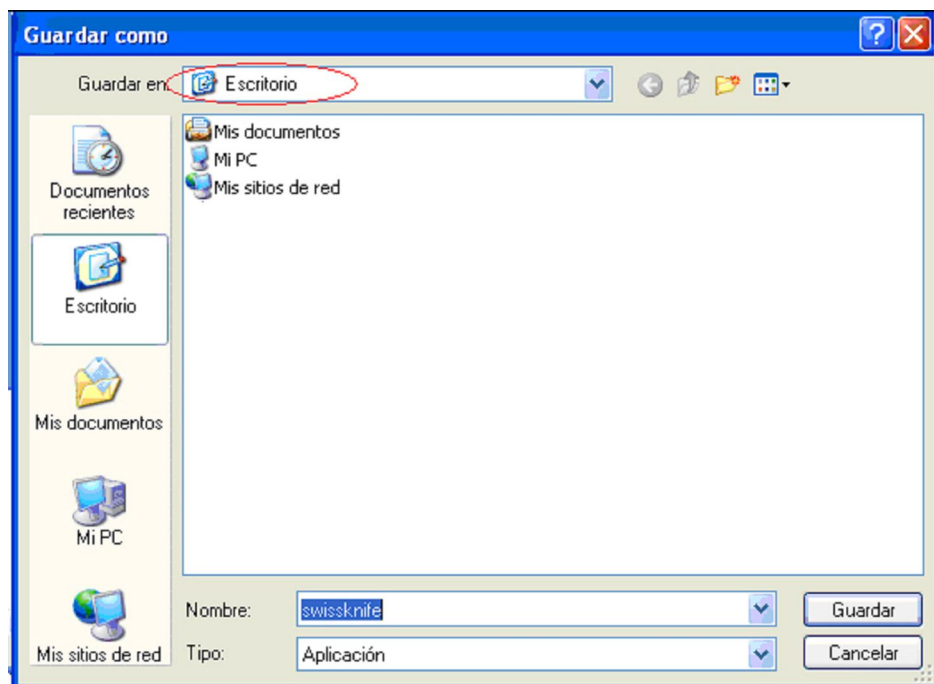 Guardar como
Guardar en:
Escritorio
Mis documentos
Mi PC
Mis sitios de red
Documentos
recientes
Escritorio
Mis documentos
Mi PC
Mis sitios de red
Nombre:
swissknife
Guardar
Tipo:
Aplicación
Cancelar